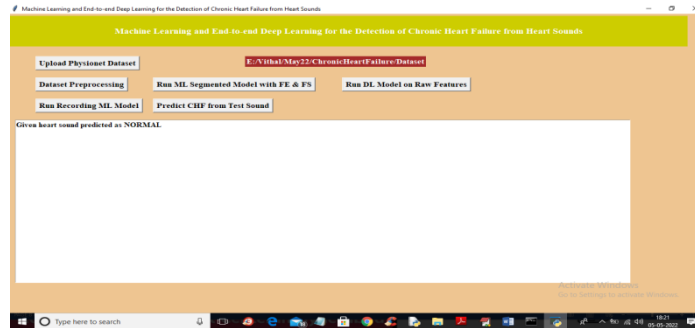 Machine Learning and End-to-end Deep Learning for the Detection of Chronic Heart Failure from Heart Sounds
Machine Learning and End-to-end Deep Learning for the Detection of Chronic Heart Failure from Heart Sounds
Upload Physionet Dataset
E:/Vithal/May22/ChronicHeartFailure/Dataset
Dataset Preprocessing
Run ML Segmented Model with FE & FS
Run DL Model on Raw Features
Run Recording ML Model
Predict CHF from Test Sound
Given heart sound predicted as NORMAL
Activate Windows
Go to Settings to activate Windows.
Type here to search
18:21
05-05-2022